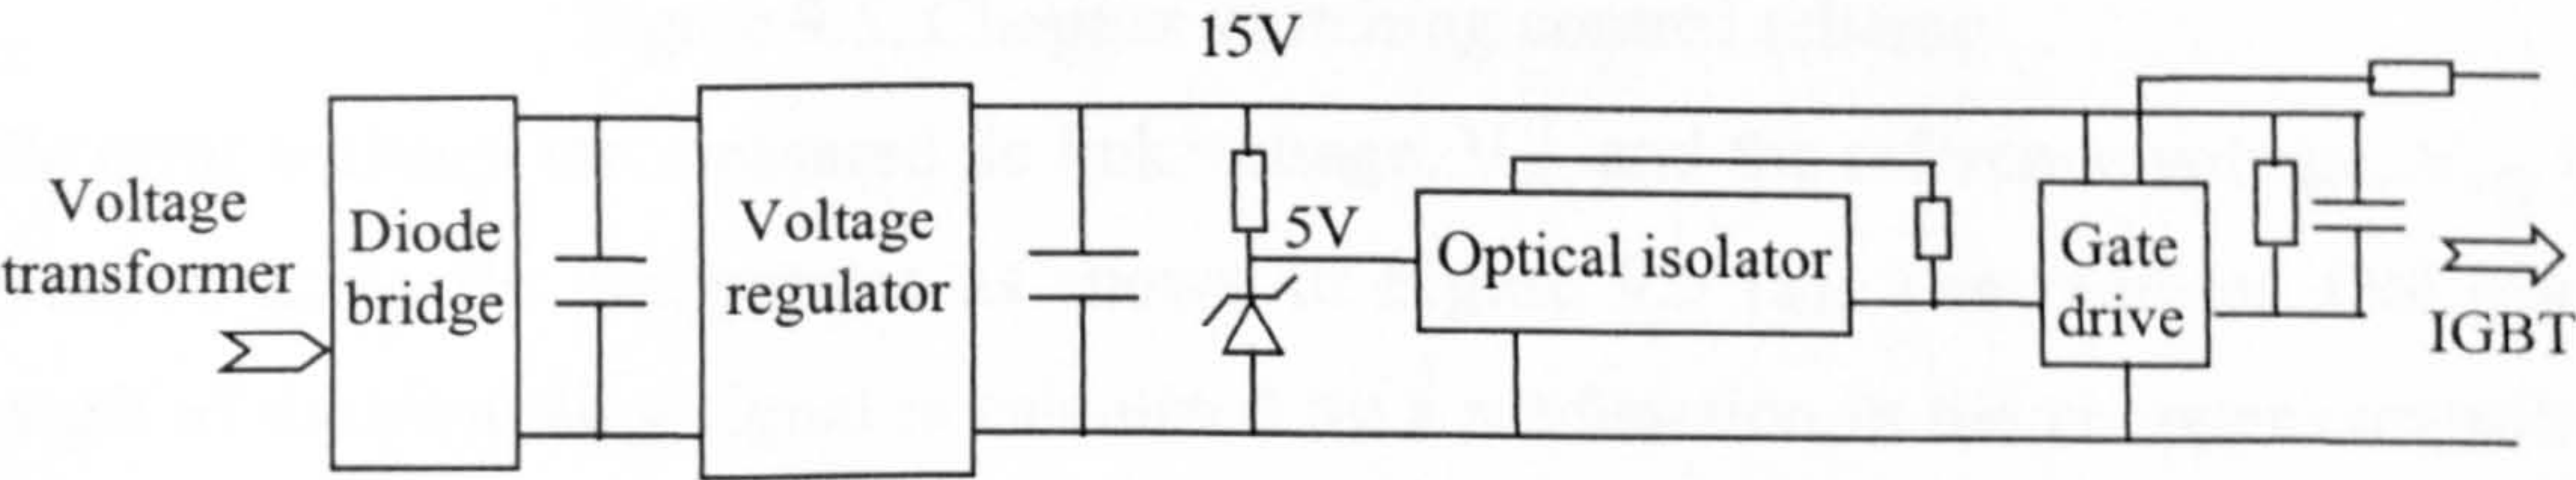 15V
Voltage
transformer
Diode
bridge
Voltage
regulator
5V
Optical isolator
Gate
drive
IGBT